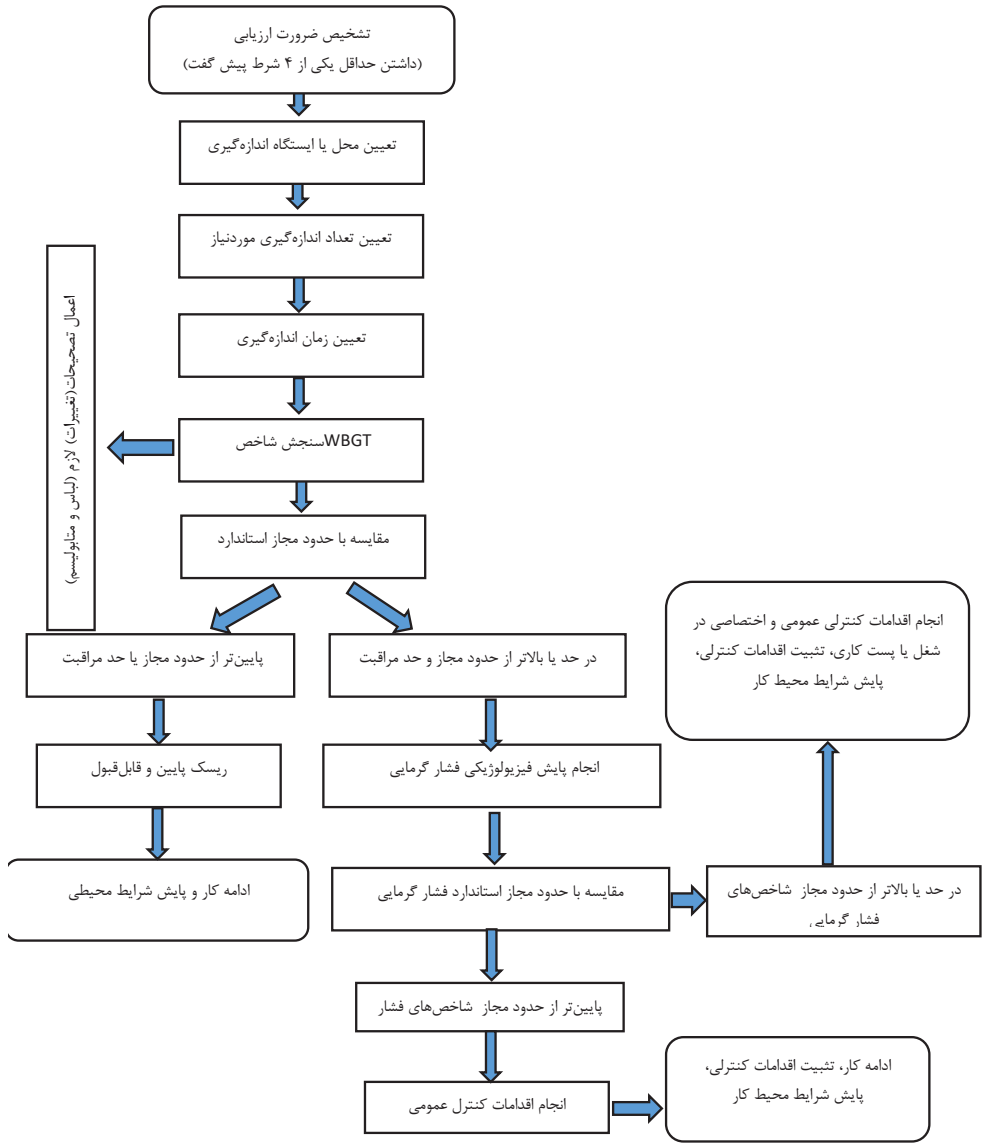 تشخیص ضرورت ارزیابی
(داشتن حداقل یکی از ۴ شرط پیش گفت)
تعیین محل یا ایستگاه اندازه‌گیری
تعیین تعداد اندازه‌گیری موردنیاز
تعیین زمان اندازه‌گیری
WBGTسنجش شاخص
اعمال تصحیحات(تغییرات) لازم (لباس و متابولیسم)
مقایسه با حدود مجاز استاندارد
در حد یا بالاتر از حدود مجاز و حد مراقبت
پایین‌تر از حدود مجاز یا حد مراقبت
انجام اقدامات کنترلی عمومی و اختصاصی در
شغل یا پست کاری، تثبیت اقدامات کنترلی،
پایش شرایط محیط کار
انجام پایش فیزیولوژیکی فشار گرمایی
ریسک پایین و قابل‌قبول
در حد یا بالاتر از حدود مجاز شاخص‌های
فشار گرمایی
مقایسه با حدود مجاز استاندارد فشار گرمایی
ادامه کار و پایش شرایط محیطی
پایین‌تر از حدود مجاز شاخص‌های فشار
انجام اقدامات کنترل عمومی
ادامه کار، تثبیت اقدامات کنترلی،
پایش شرایط محیط کار